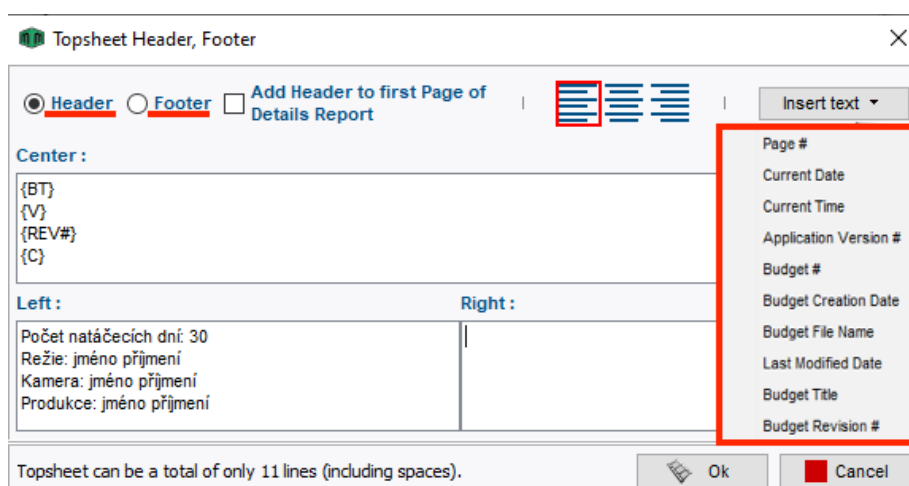 Topsheet Header, Footer
Header Footer Add Header to first Page of
Details Report
Insert text
Page #
Current Date
Current Time
Application Version #
Budget #
Budget Creation Date
Budget File Name
Last Modified Date
Budget Title
Budget Revision #
Center :
{BT}
{V}
{REV#}
{C}
Left :
Počet natáčecích dní: 30
Režie: jméno příjmení
Kamera: jméno příjmení
Produkce: jméno příjmení
Right :
Topsheet can be a total of only 11 lines (including spaces).
Ok
Cancel